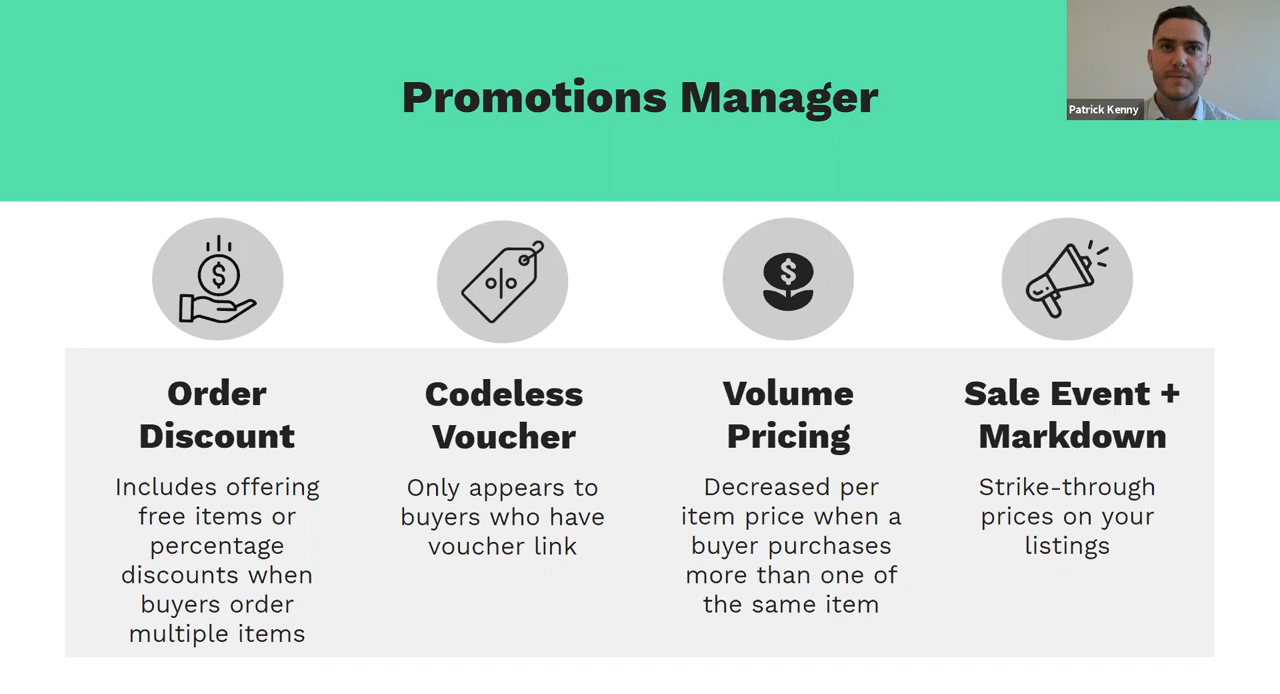 Promotions Manager
Patrick Kenny
Order
Discount
Includes offering
free items or
percentage
discounts when
buyers order
multiple items
Codeless
Voucher
Only appears to
buyers who have
voucher link
Volume
Pricing
Decreased per
item price when a
buyer purchases
more than one of
the same item
Sale Event +
Markdown
Strike-through
prices on your
listings